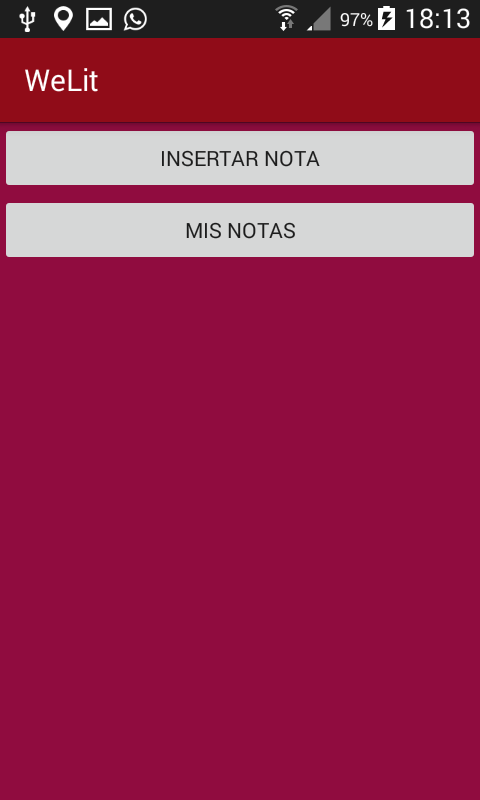 97% 18:13
WeLit
INSERTAR NOTA
MIS NOTAS